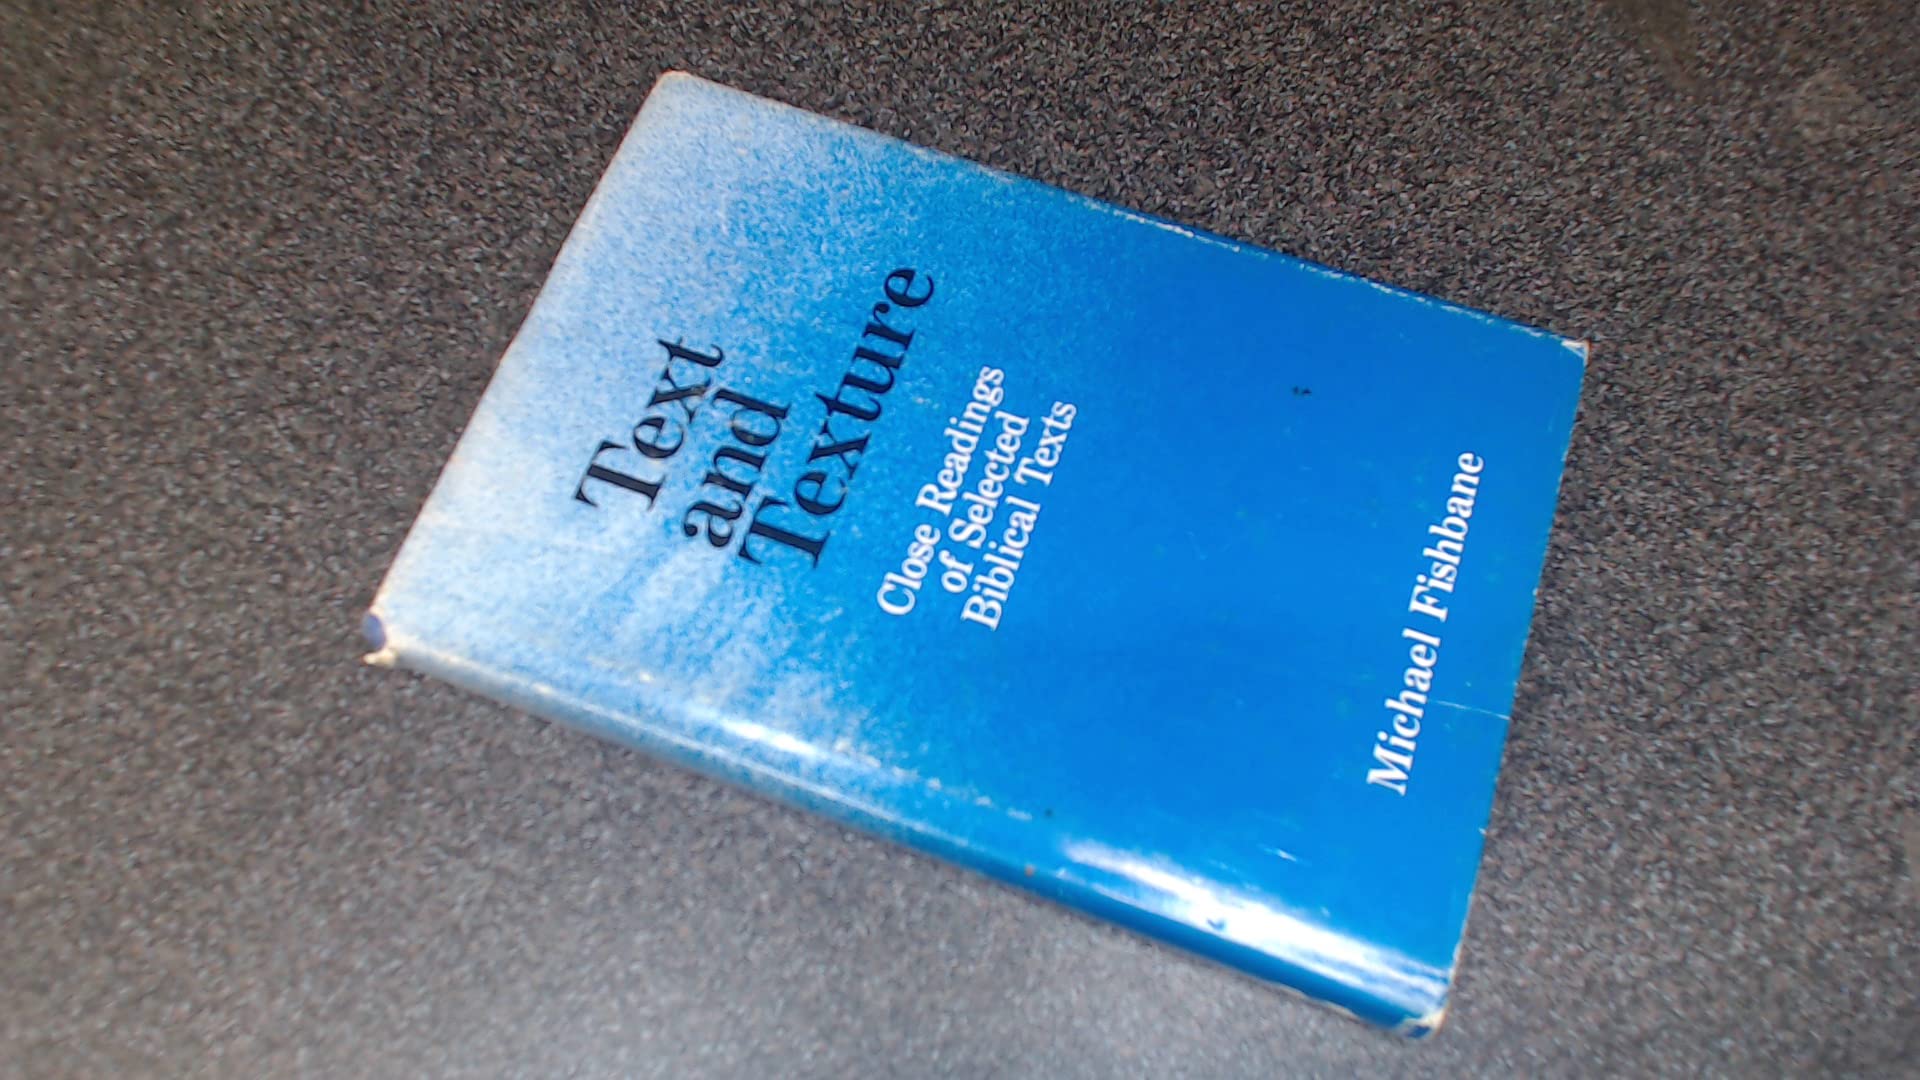 Text
and
Texture
Close Readings
of Selected
Biblical Texts
Michael Fishbane